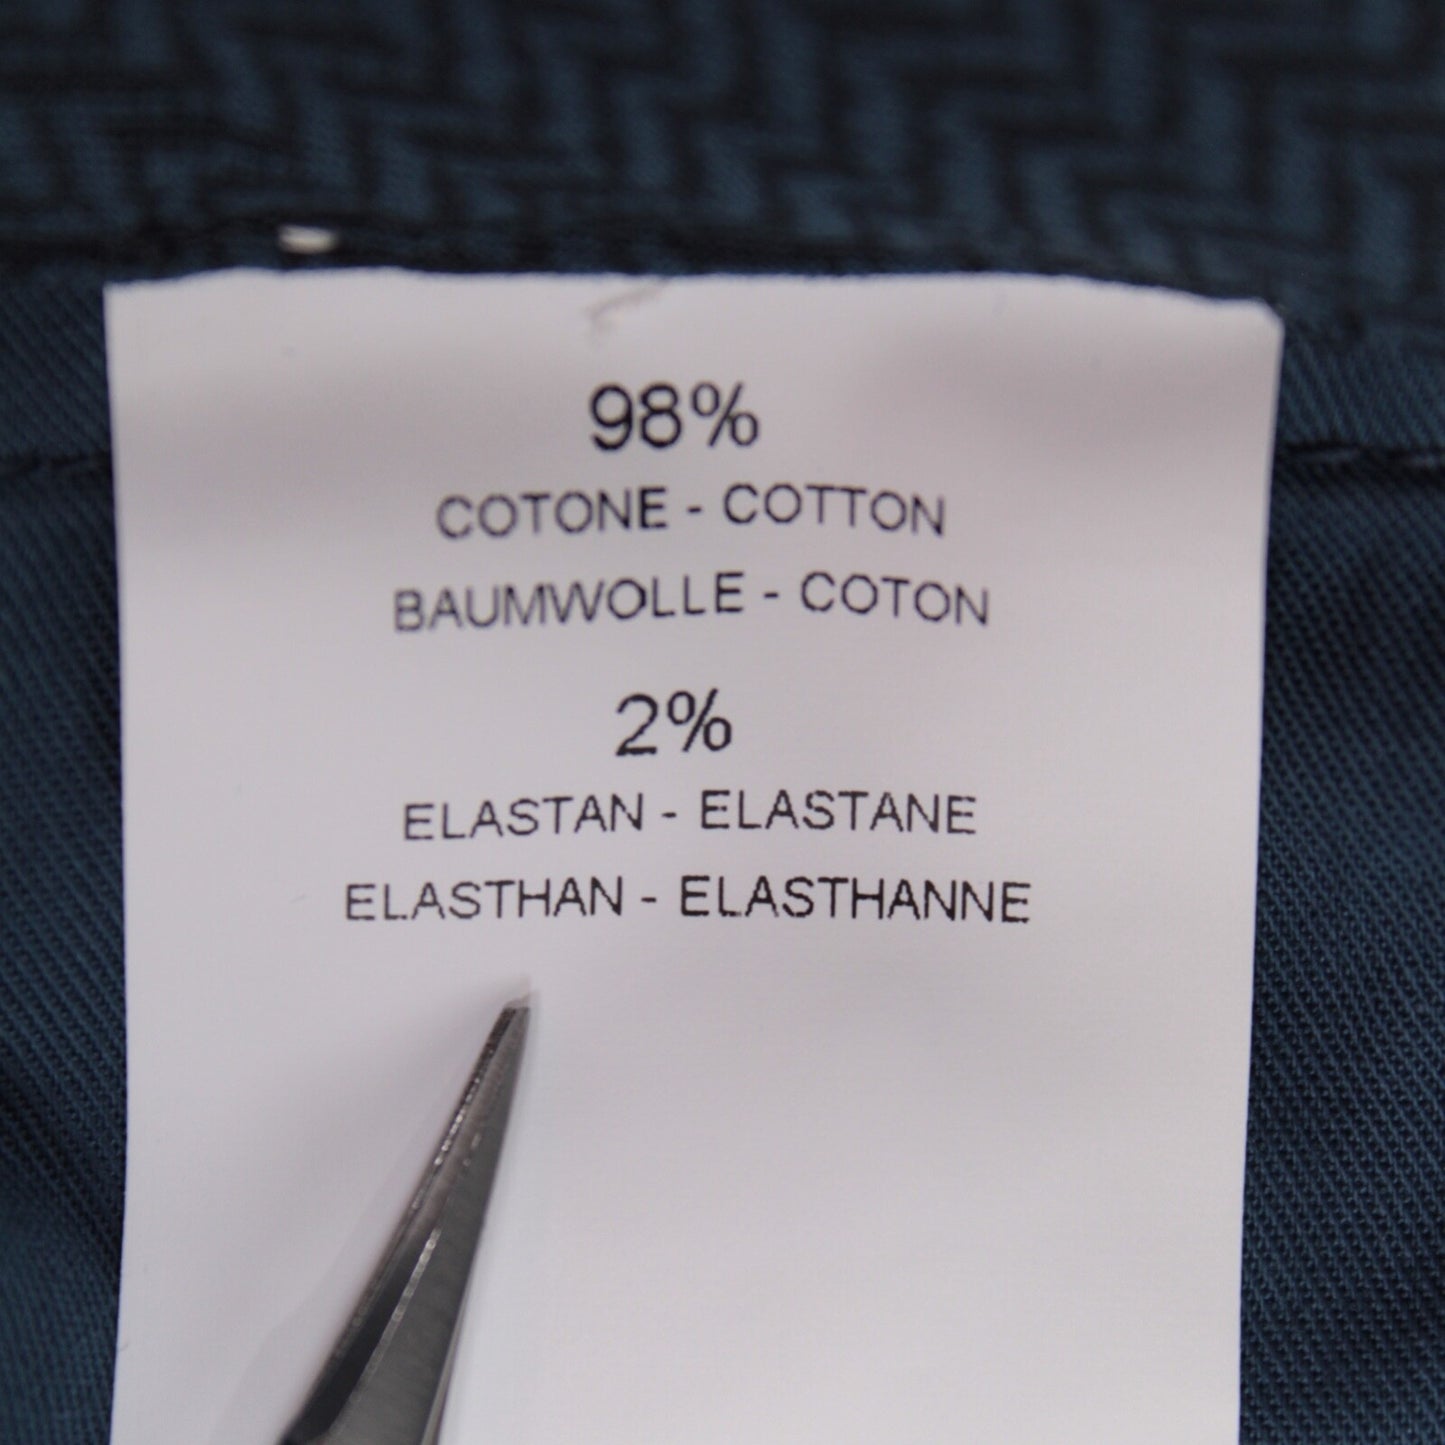 98%
COTONE - COTTON
BAUMWOLLE - COTON
2%
ELASTAN - ELASTANE
ELASTHAN - ELASTHANNE